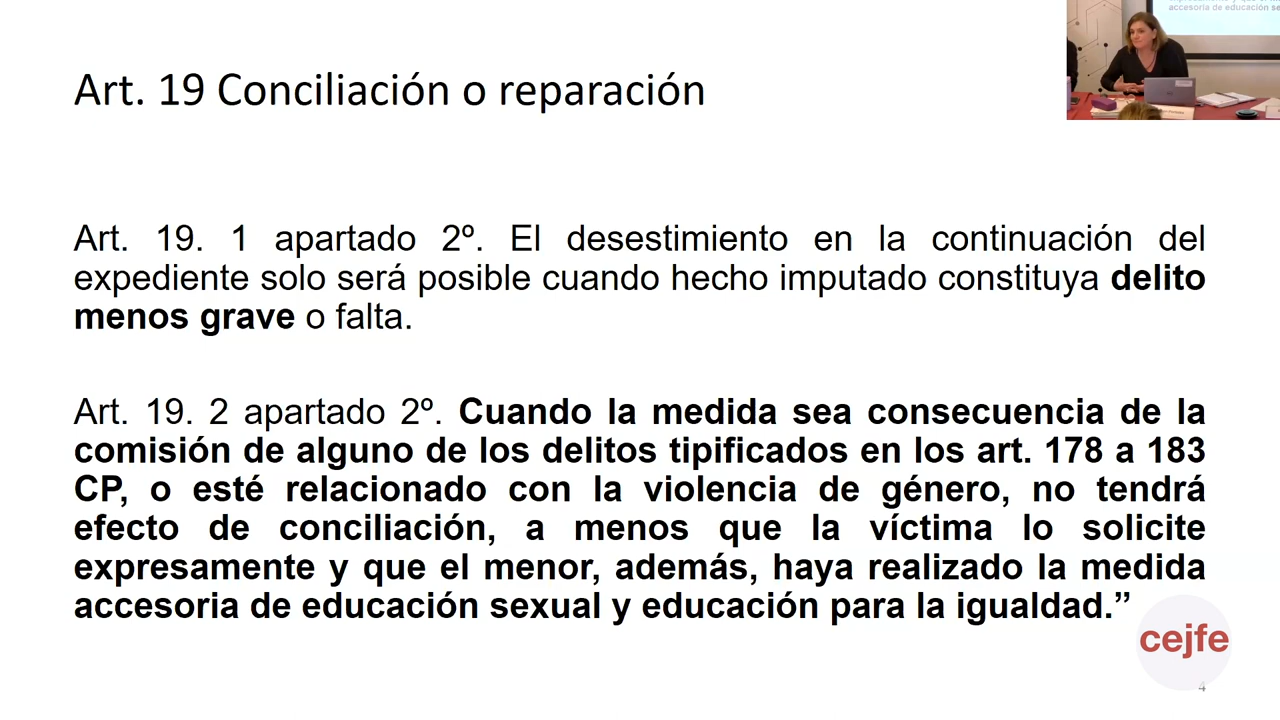 accesoria de educación se
Art. 19 Conciliación o reparación
Art. 19. 1 apartado 2º. El desestimiento en la continuación del
expediente solo será posible cuando hecho imputado constituya delito
menos grave o falta.
Art. 19. 2 apartado 2º. Cuando la medida sea consecuencia de la
comisión de alguno de los delitos tipificados en los art. 178 a 183
CP, o esté relacionado con la violencia de género, no tendrá
efecto de conciliación, a menos que la víctima lo solicite
expresamente y que el menor, además, haya realizado la medida
accesoria de educación sexual y educación para la igualdad.”
cejfe
4